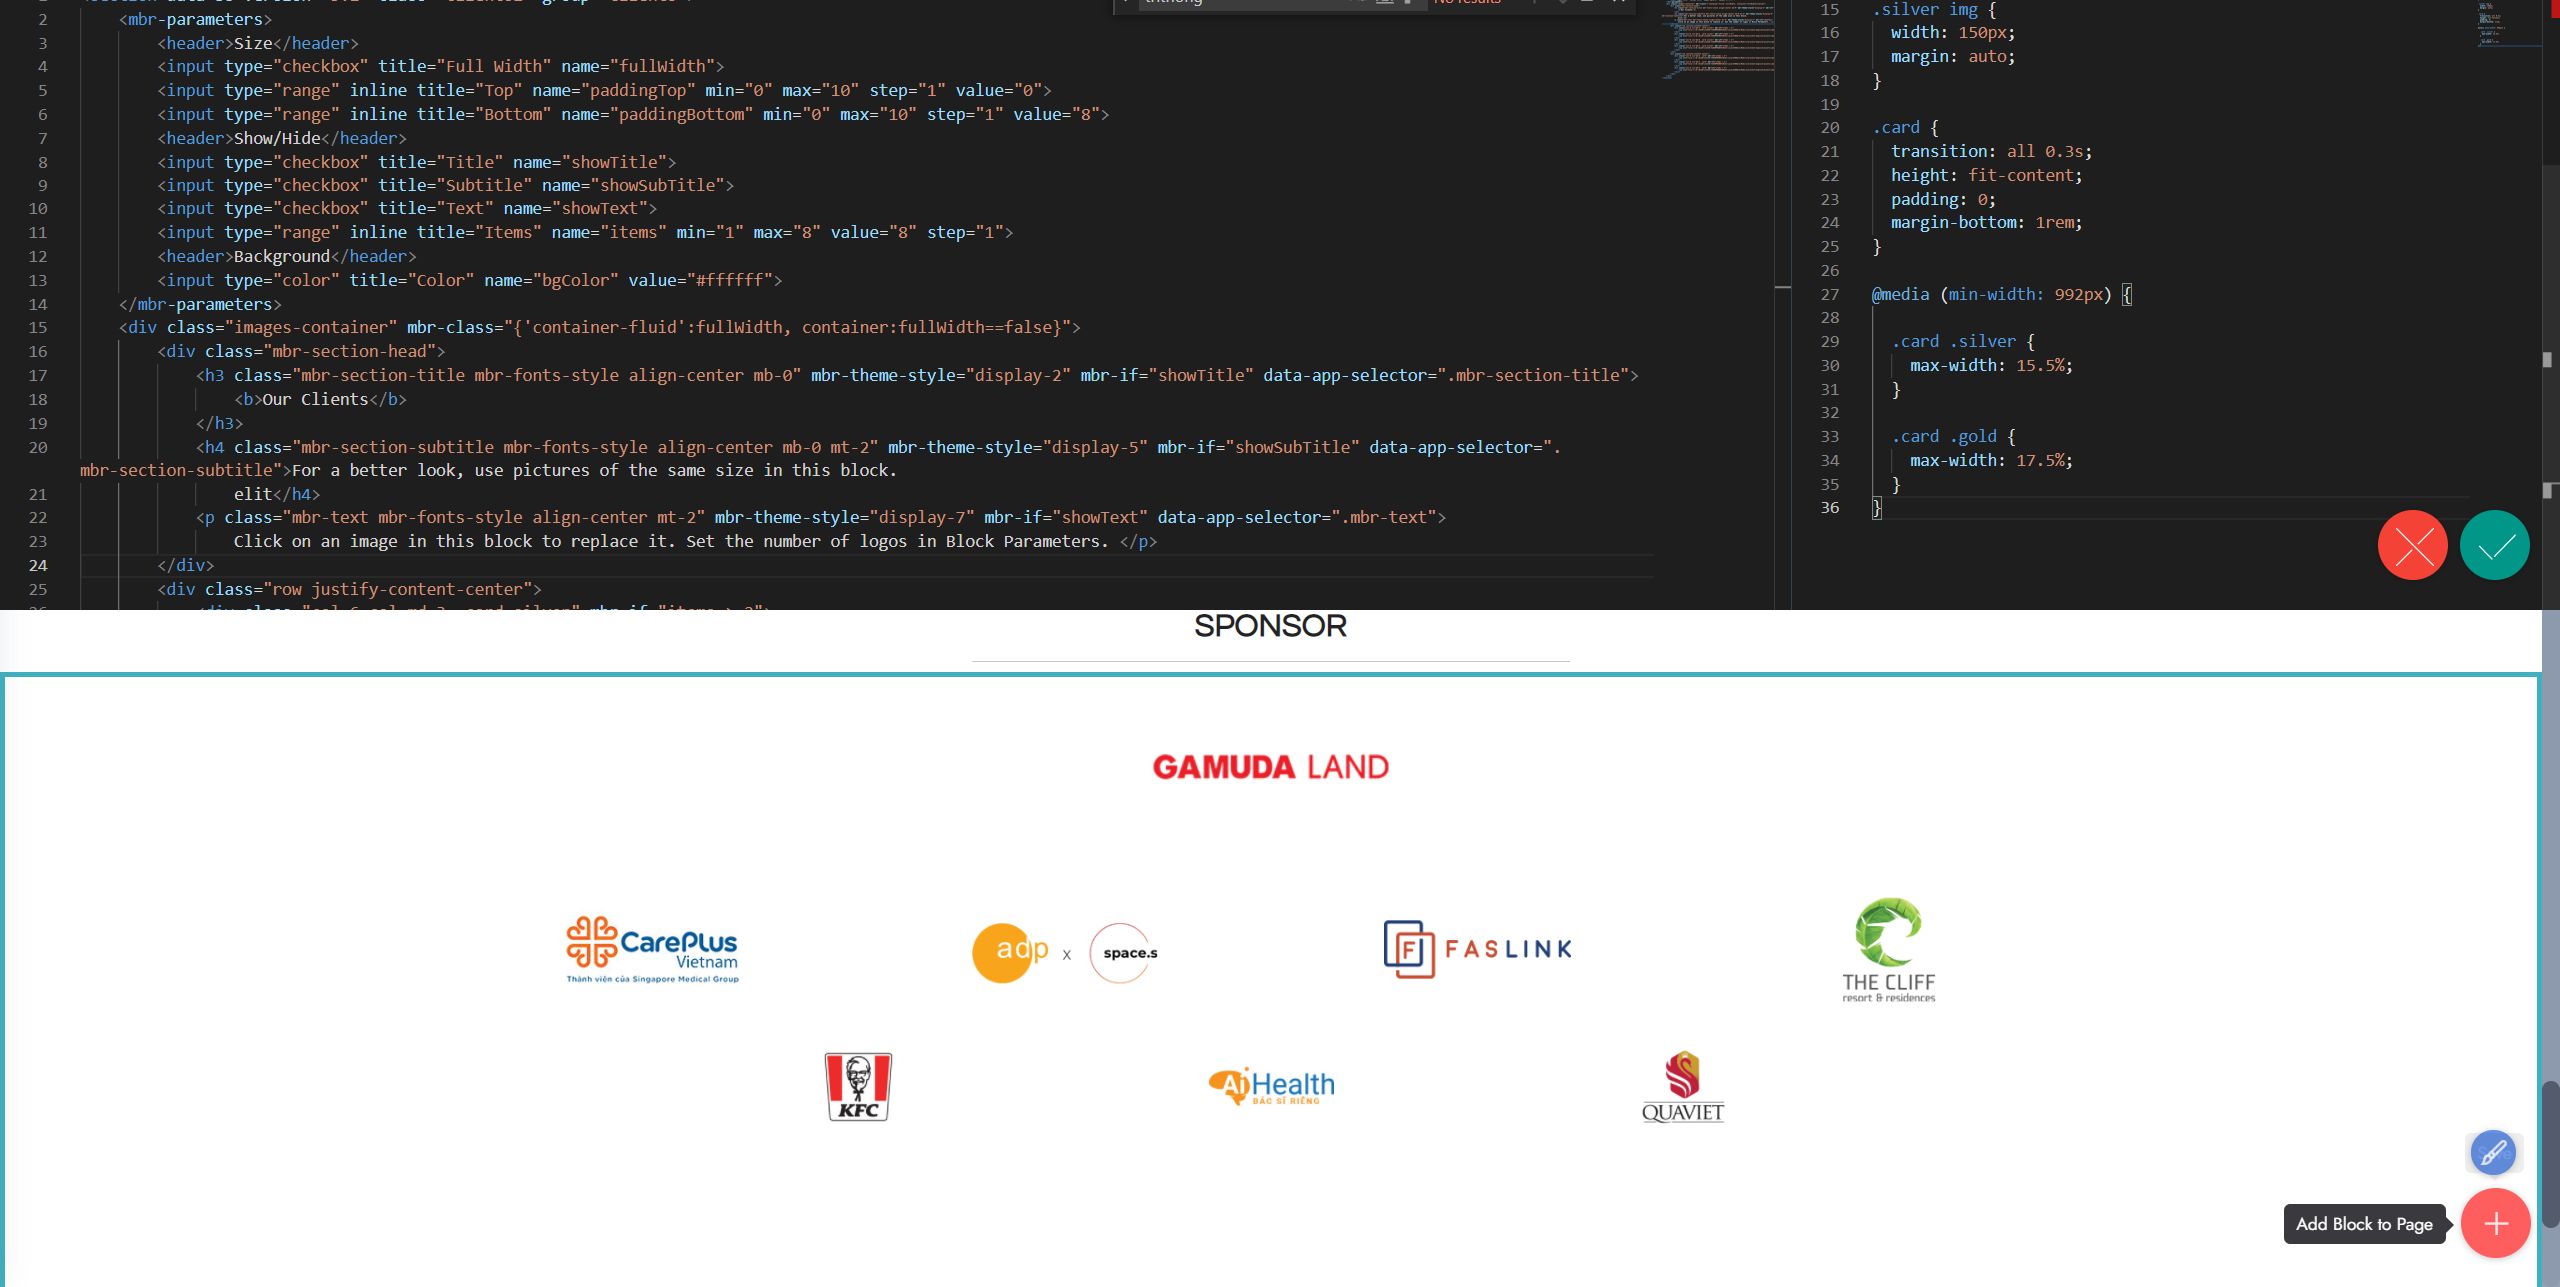 2 <mbr-parameters>
3 <header>Size</header>
4 <input type="checkbox" title="Full Width" name="fullWidth">
5 <input type="range" inline title="Top" name="paddingTop" min="0" max="10" step="1" value="0">
6 <input type="range" inline title="Bottom" name="paddingBottom" min="0" max="10" step="1" value="8">
7 <header>Show/Hide</header>
8 <input type="checkbox" title="Title" name="showTitle">
9 <input type="checkbox" title="Subtitle" name="showSubTitle">
10 <input type="checkbox" title="Text" name="showText">
11 <input type="range" inline title="Items" name="items" min="1" max="8" value="8" step="1">
12 <header>Background</header>
13 <input type="color" title="Color" name="bgColor" value="#ffffff">
14 </mbr-parameters>
15 <div class="images-container" mbr-class="{'container-fluid':fullWidth, container:fullWidth==false}">
16 <div class="mbr-section-head">
17 <h3 class="mbr-section-title mbr-fonts-style align-center mb-0" mbr-theme-style="display-2" mbr-if="showTitle" data-app-selector=".mbr-section-title">
18 <b>Our Clients</b>
19 </h3>
20 <h4 class="mbr-section-subtitle mbr-fonts-style align-center mb-0 mt-2" mbr-theme-style="display-5" mbr-if="showSubTitle" data-app-selector=".
mbr-section-subtitle">For a better look, use pictures of the same size in this block.
21 elit</h4>
22 <p class="mbr-text mbr-fonts-style align-center mt-2" mbr-theme-style="display-7" mbr-if="showText" data-app-selector=".mbr-text">
23 Click on an image in this block to replace it. Set the number of logos in Block Parameters. </p>
24 </div>
25 <div class="row justify-content-center">
No results
15 .silver img {
16 width: 150px;
17 margin: auto;
18 }
19
20 .card {
21 transition: all 0.3s;
22 height: fit-content;
23 padding: 0;
24 margin-bottom: 1rem;
25 }
26
27 @media (min-width: 992px) {
28
29 .card .silver {
30 max-width: 15.5%;
31 }
32
33 .card .gold {
34 max-width: 17.5%;
35 }
36 }
SPONSOR
GAMUDA LAND
CarePlus
Vietnam
Thành viên của Singapore Medical Group
adp x space.s
FASLINK
THE CLIFF
resort & residences
KFC
AiHealth
BÁC SĨ RIÊNG
QUAVIET
Add Block to Page